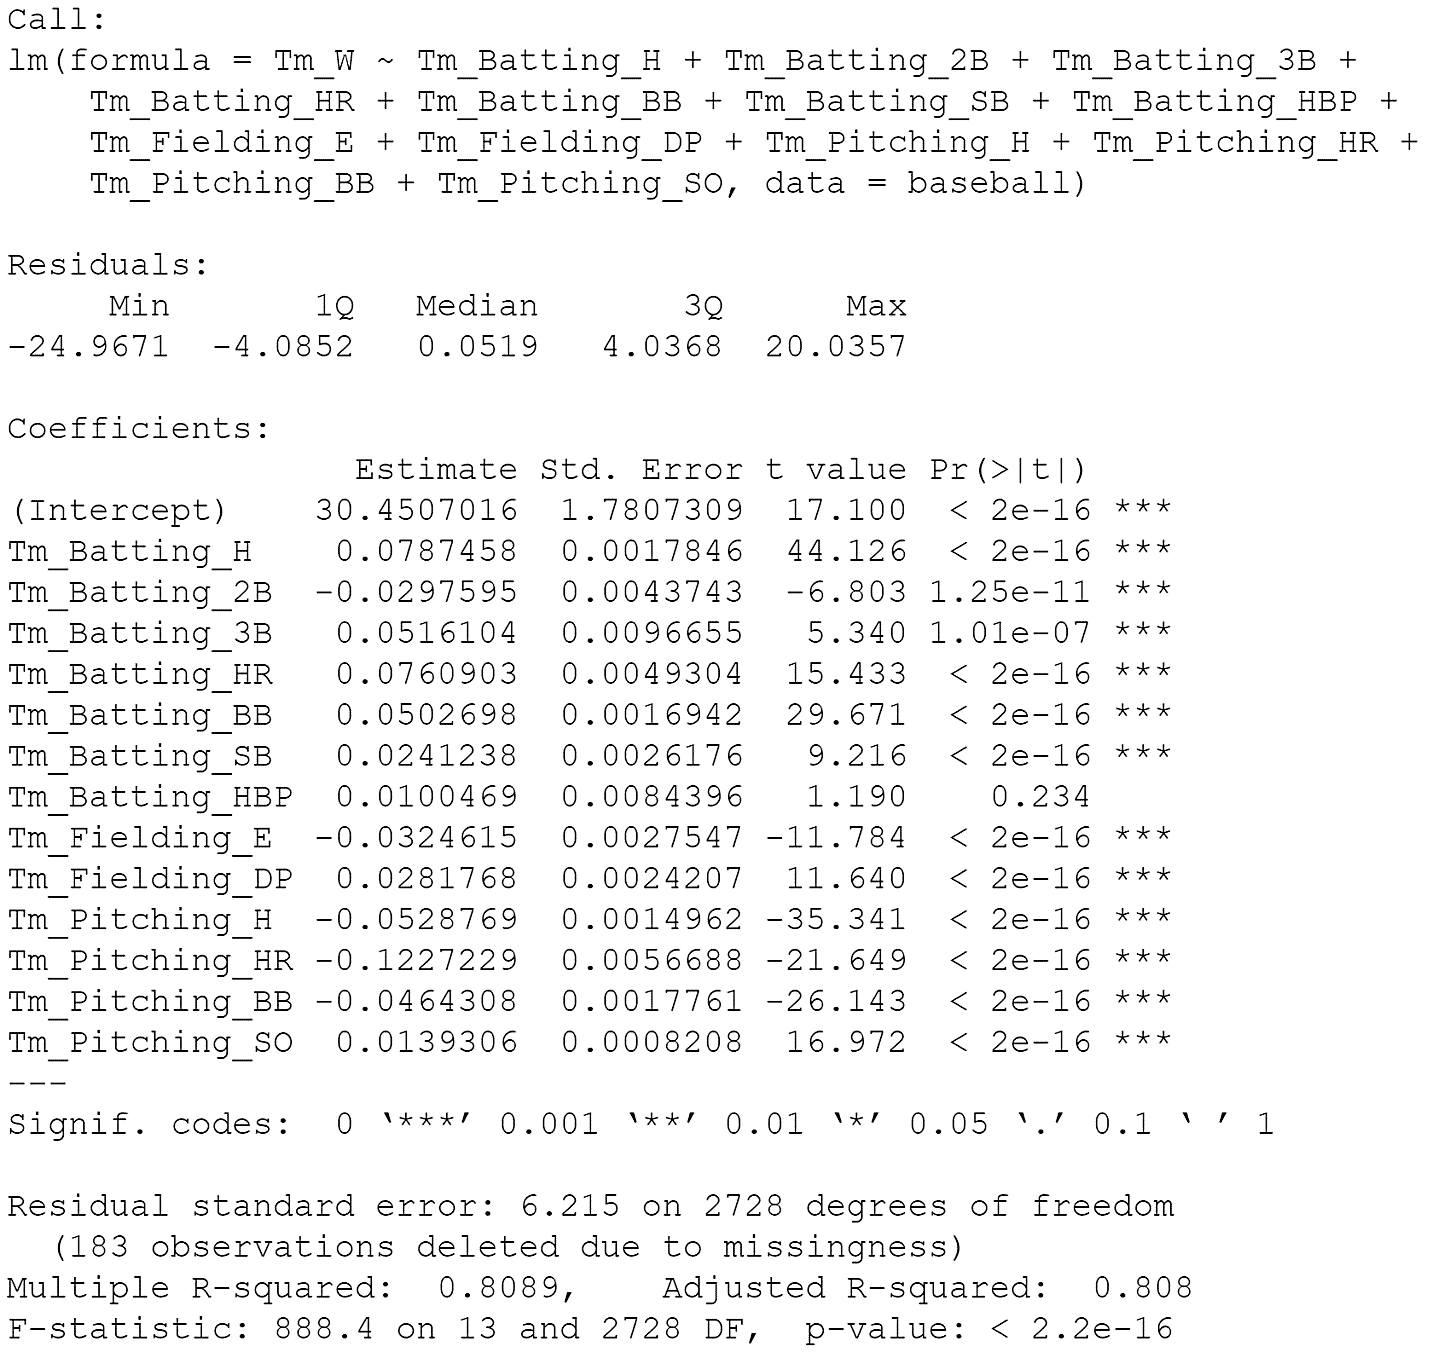 Call:
lm(formula = Tm_W ~ Tm_Batting_H + Tm_Batting_2B + Tm_Batting_3B +
    Tm_Batting_HR + Tm_Batting_BB + Tm_Batting_SB + Tm_Batting_HBP +
    Tm_Fielding_E + Tm_Fielding_DP + Tm_Pitching_H + Tm_Pitching_HR +
    Tm_Pitching_BB + Tm_Pitching_SO, data = baseball)

Residuals:
     Min       1Q   Median       3Q      Max
-24.9671  -4.0852   0.0519   4.0368  20.0357

Coefficients:
                 Estimate Std. Error t value Pr(>|t|)
(Intercept)    30.4507016  1.7807309  17.100  < 2e-16 ***
Tm_Batting_H    0.0787458  0.0017846  44.126  < 2e-16 ***
Tm_Batting_2B  -0.0297595  0.0043743  -6.803 1.25e-11 ***
Tm_Batting_3B   0.0516104  0.0096655   5.340 1.01e-07 ***
Tm_Batting_HR   0.0760903  0.0049304  15.433  < 2e-16 ***
Tm_Batting_BB   0.0502698  0.0016942  29.671  < 2e-16 ***
Tm_Batting_SB   0.0241238  0.0026176   9.216  < 2e-16 ***
Tm_Batting_HBP  0.0100469  0.0084396   1.190    0.234
Tm_Fielding_E  -0.0324615  0.0027547 -11.784  < 2e-16 ***
Tm_Fielding_DP  0.0281768  0.0024207  11.640  < 2e-16 ***
Tm_Pitching_H  -0.0528769  0.0014962 -35.341  < 2e-16 ***
Tm_Pitching_HR -0.1227229  0.0056688 -21.649  < 2e-16 ***
Tm_Pitching_BB -0.0464308  0.0017761 -26.143  < 2e-16 ***
Tm_Pitching_SO  0.0139306  0.0008208  16.972  < 2e-16 ***
---
Signif. codes:  0 ‘***’ 0.001 ‘**’ 0.01 ‘*’ 0.05 ‘.’ 0.1 ‘ ’ 1

Residual standard error: 6.215 on 2728 degrees of freedom
  (183 observations deleted due to missingness)
Multiple R-squared:  0.8089,    Adjusted R-squared:  0.808
F-statistic: 888.4 on 13 and 2728 DF,  p-value: < 2.2e-16